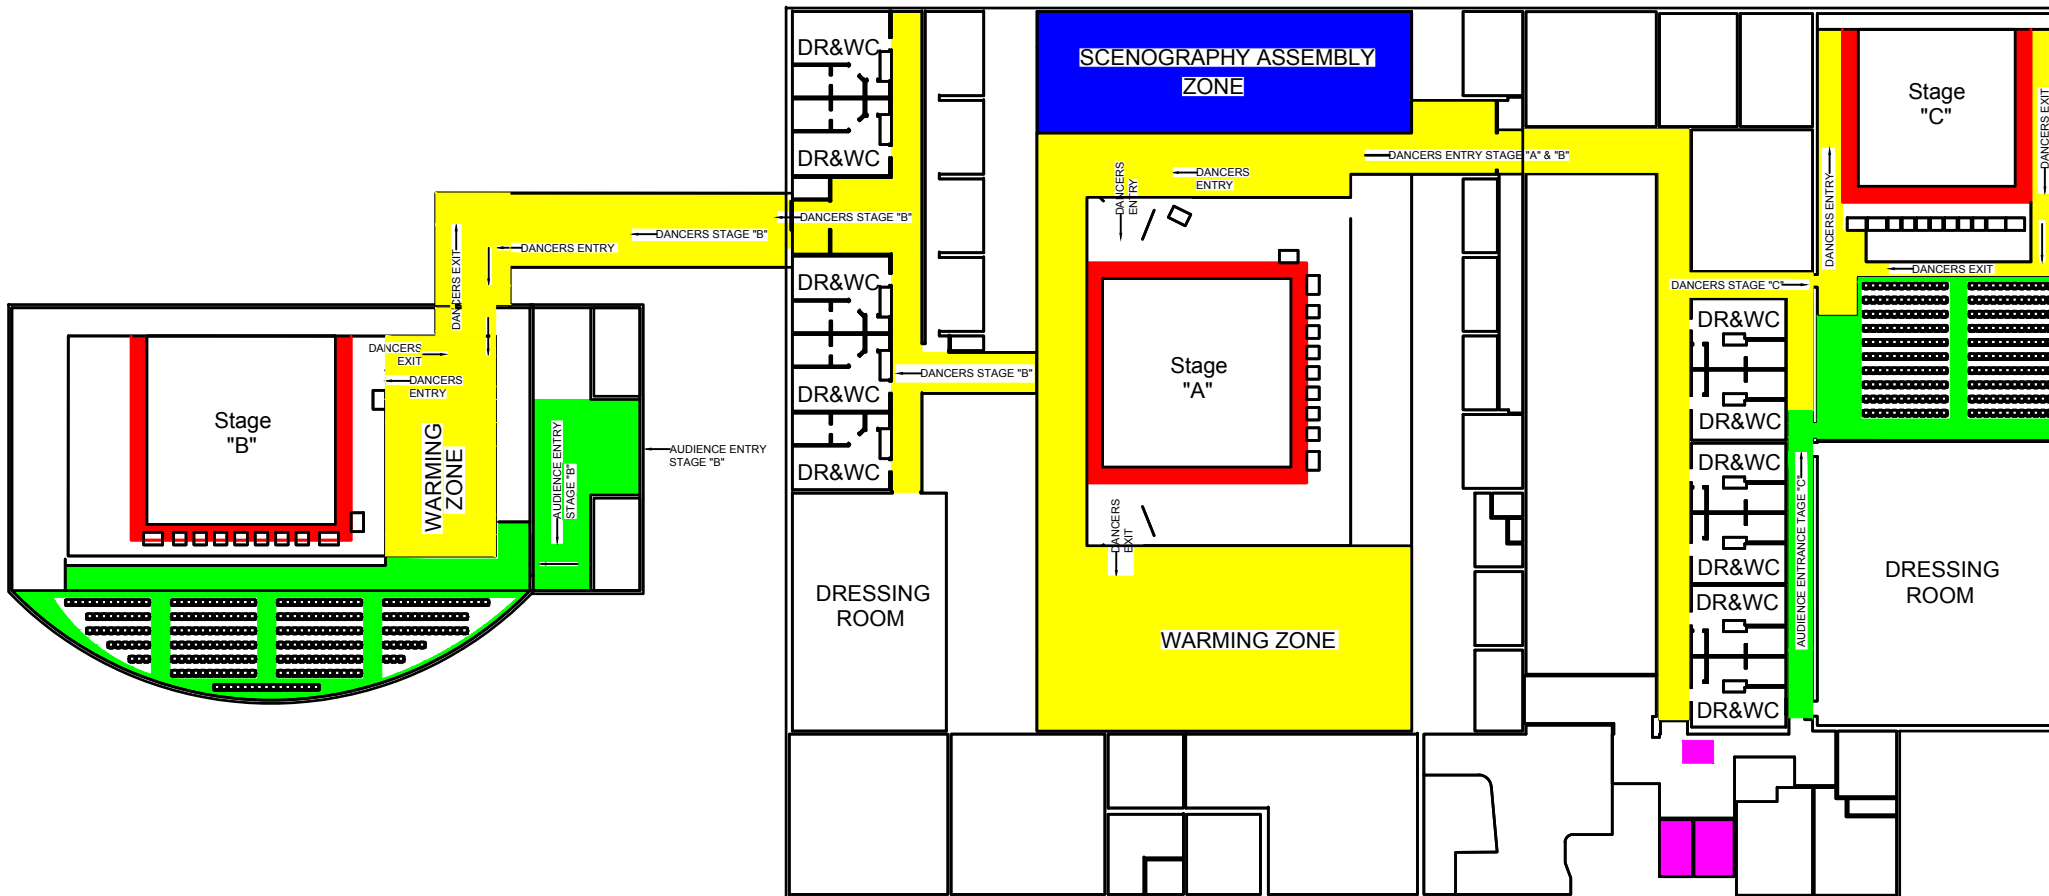 DR&WC
SCENOGRAPHY ASSEMBLY
ZONE
Stage
"C"
DANCERS EXIT
DR&WC
DANCERS ENTRY STAGE "A" & "B"
DANCERS
ENTRY
DANCERS
ENTRY
DANCERS ENTRY
DANCERS STAGE "B"
DANCERS STAGE "B"
DANCERS ENTRY
DANCERS EXIT
DANCERS EXIT
DANCERS STAGE "C"
DR&WC
DR&WC
DANCERS
EXIT
DANCERS
ENTRY
DANCERS STAGE "B"
Stage
"A"
DR&WC
Stage
"B"
WARMING
ZONE
AUDIENCE ENTRY
STAGE "B"
AUDIENCE ENTRY
STAGE "B"
DR&WC
DR&WC
DR&WC
DANCERS
EXIT
AUDIENCE ENTRANCE TAGE "C"
DR&WC
DRESSING
ROOM
DRESSING
ROOM
DR&WC
WARMING ZONE
DR&WC